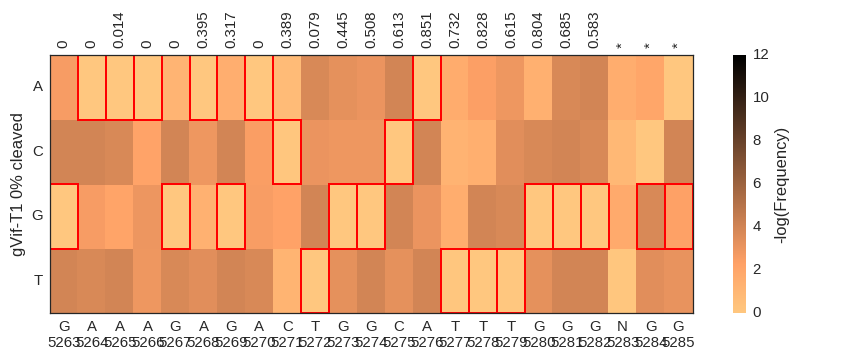 0 0 0.014 0 0 0.395 0.317 0 0.389 0.079 0.445 0.508 0.613 0.851 0.732 0.828 0.615 0.804 0.685 0.583 * * *
gVif-T1 0% cleaved
A
C
G
T
G A A A G A G A C T G G C A T T T G G G N G G
5263 5264 5265 5266 5267 5268 5269 5270 5271 5272 5273 5274 5275 5276 5277 5278 5279 5280 5281 5282 5283 5284 5285
12
10
8
6
4
2
0
-log(Frequency)